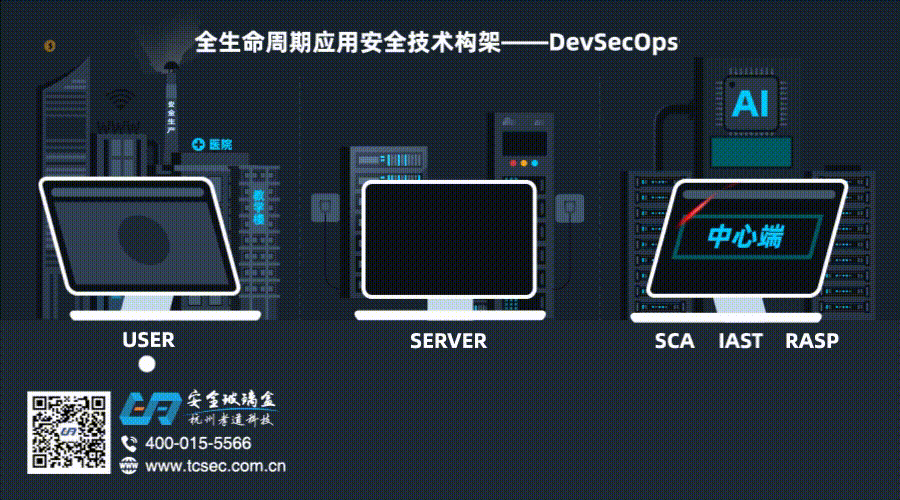 全生命周期应用安全技术构架——DevSecOps
安全生产
AI
医院
教学楼
中心端
USER
SERVER
SCA IAST RASP
安全玻璃盒
杭州孝道科技
400-015-5566
www.tcsec.com.cn